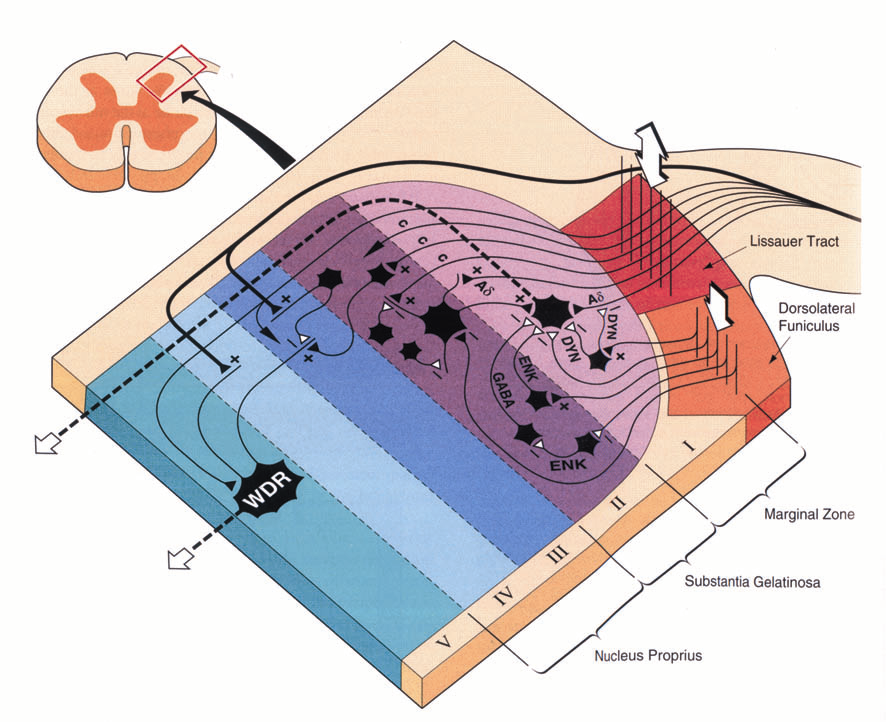 Lissauer Tract
Dorsolateral
Funiculus
C
C
C
+
+
+
Aδ
+
Aδ
DYN
DYN
+
+
+
+
ENK
GABA
+
ENK
WDR
I
II
III
IV
V
Marginal Zone
Substantia Gelatinosa
Nucleus Proprius